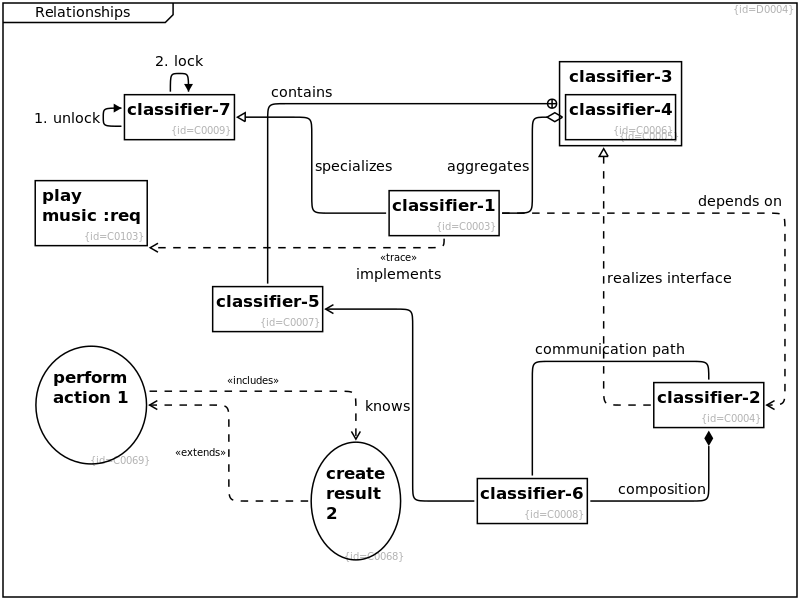 Relationships
{id=D0004}
2. lock
1. unlock
classifier-7
{id=C0009}
contains
classifier-3
classifier-4
{id=C0006}
{id=C0005}
specializes
aggregates
play
music :req
{id=C0103}
classifier-1
{id=C0003}
depends on
«trace»
implements
realizes interface
classifier-5
{id=C0007}
communication path
perform
action 1
{id=C0069}
«includes»
knows
classifier-2
{id=C0004}
«extends»
create
result
2
{id=C0068}
classifier-6
{id=C0008}
composition